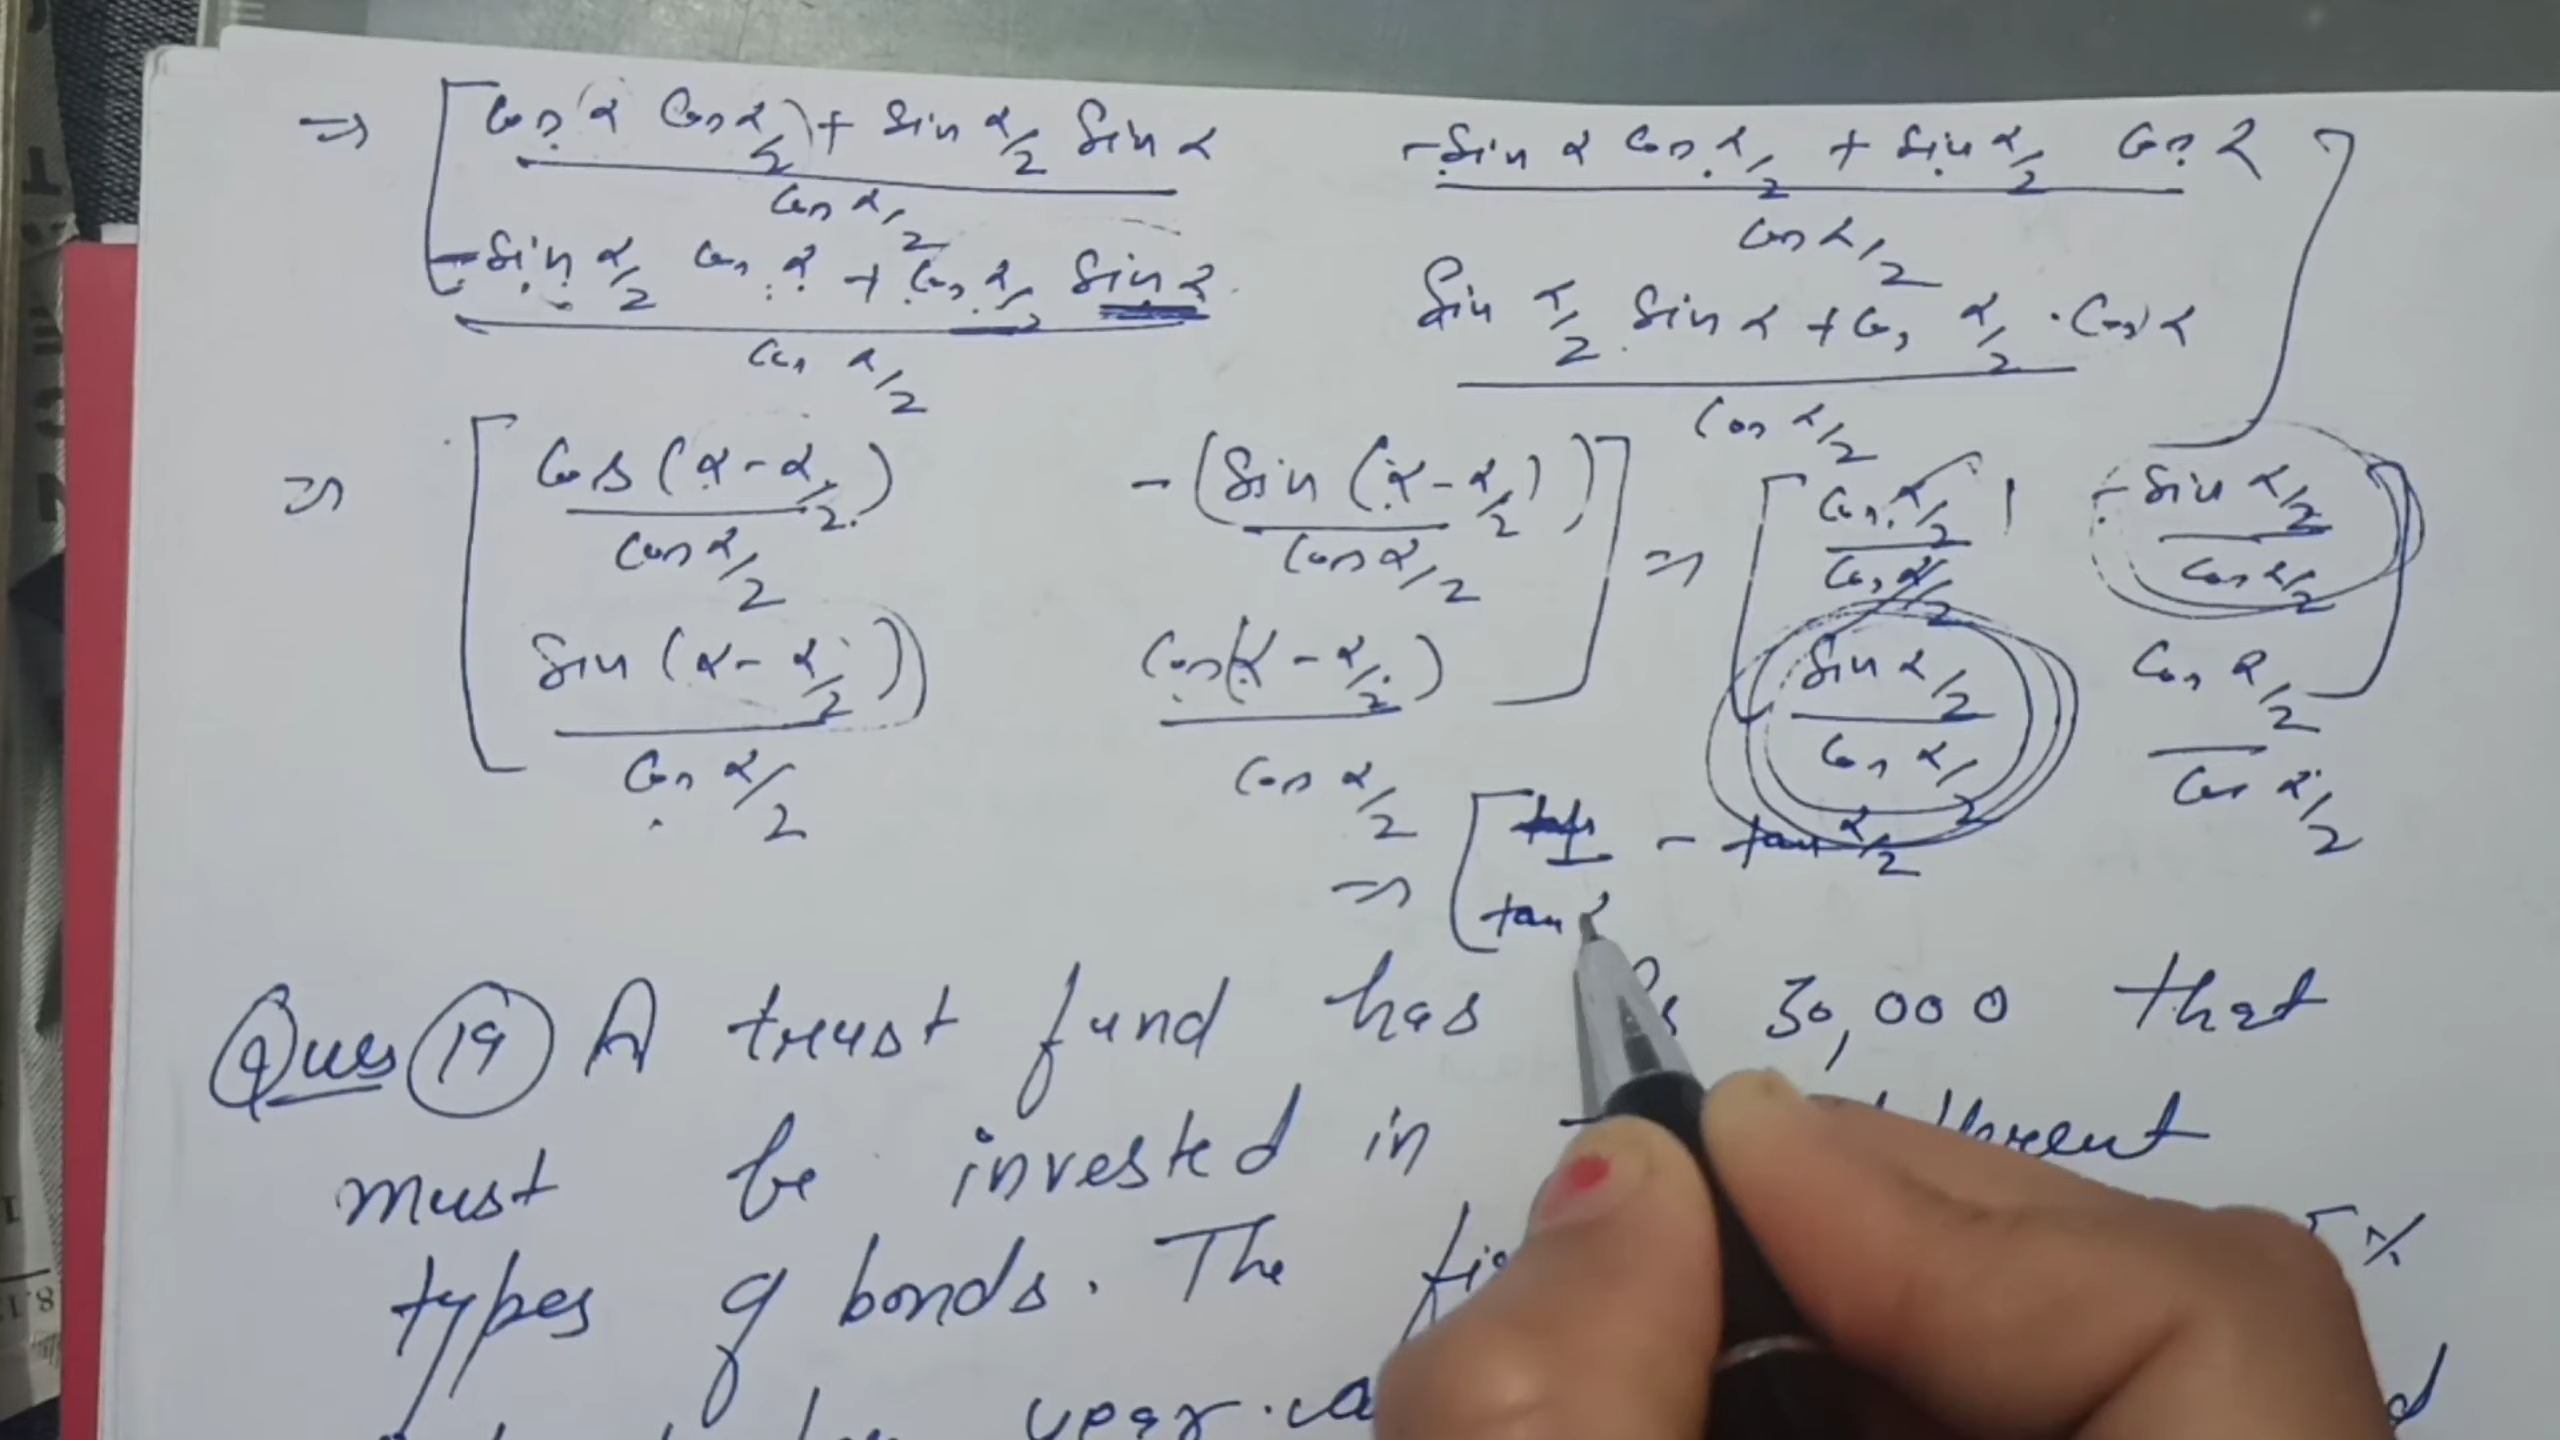 ⇒ [ Cos α Cos α/2 + Sin α/2 Sin α   -Sin α Cos α/2 + Sin α/2 Cos α ]
Cos α/2   Cos α/2
-Sin α/2 Cos α + Cos α/2 Sin α   Sin α/2 Sin α + Cos α/2 · Cos α
Cos α/2   Cos α/2
⇒ [ Cos (α - α/2)   - (Sin (α - α/2)) ] ⇒ [ Cos α/2   - Sin α/2 ]
Cos α/2   Cos α/2   Cos α/2   Cos α/2
Sin (α - α/2)   Cos (α - α/2)   Sin α/2   Cos α/2
Cos α/2   Cos α/2   Cos α/2   Cos α/2
⇒ [ 1   - tan α/2
tan α
Ques 19 A trust fund has 30,000 that
must be invested in
types of bonds. The 5%
year